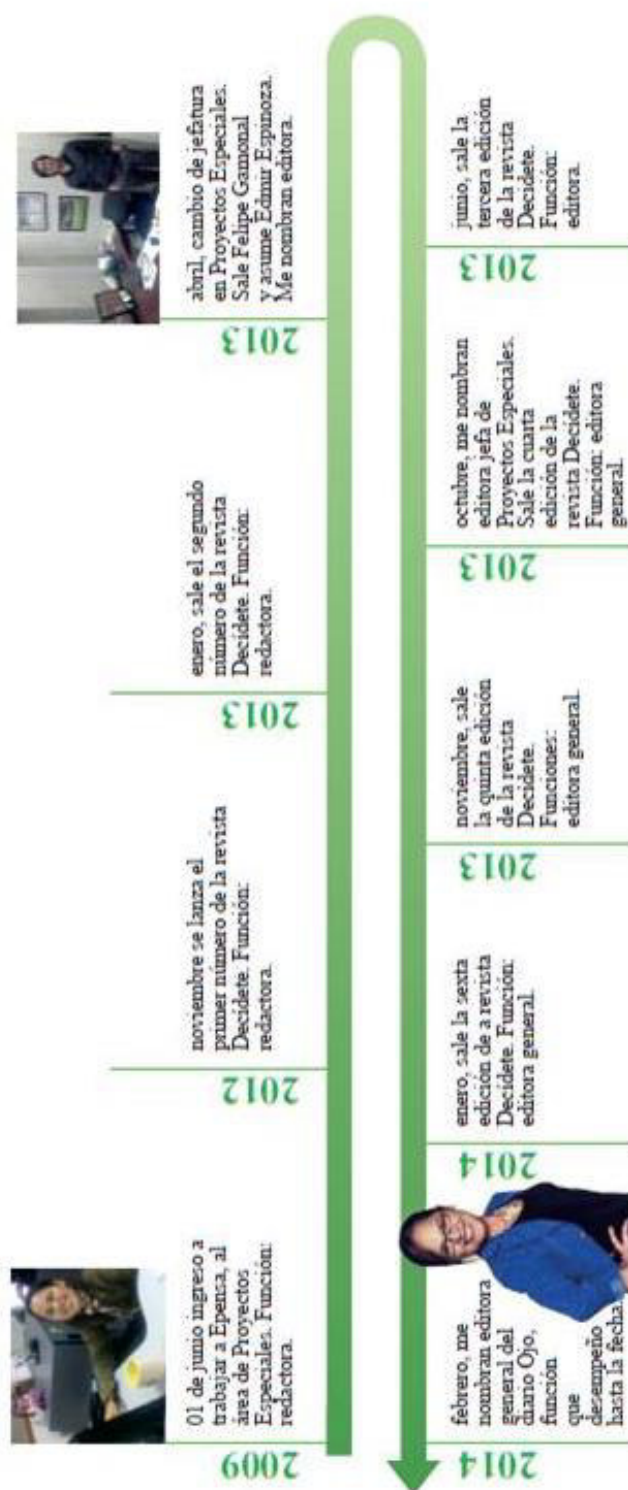 2009
01 de junio ingreso a
trabajar a Epensa, al
área de Proyectos
Especiales. Función:
redactora.
2012
noviembre se lanza el
primer número de la revista
Decídete. Función:
redactora.
2013
enero, sale el segundo
número de la revista
Decídete. Función:
redactora.
2013
abril, cambio de jefatura
en Proyectos Especiales.
Sale Felipe Gamonal
y asume Edmir Espinoza.
Me nombran editora.
2013
junio, sale la
tercera edición
de la revista
Decídete.
Función:
editora.
2013
octubre, me nombran
editora jefa de
Proyectos Especiales.
Sale la cuarta
edición de la
revista Decídete.
Función: editora
general.
2013
noviembre, sale
la quinta edición
de la revista
Decídete.
Funciones:
editora general.
2014
enero, sale la sexta
edición de a revista
Decídete. Función:
editora general.
2014
febrero, me
nombran editora
general del
diario Ojo,
función
que
desempeño
hasta la fecha.